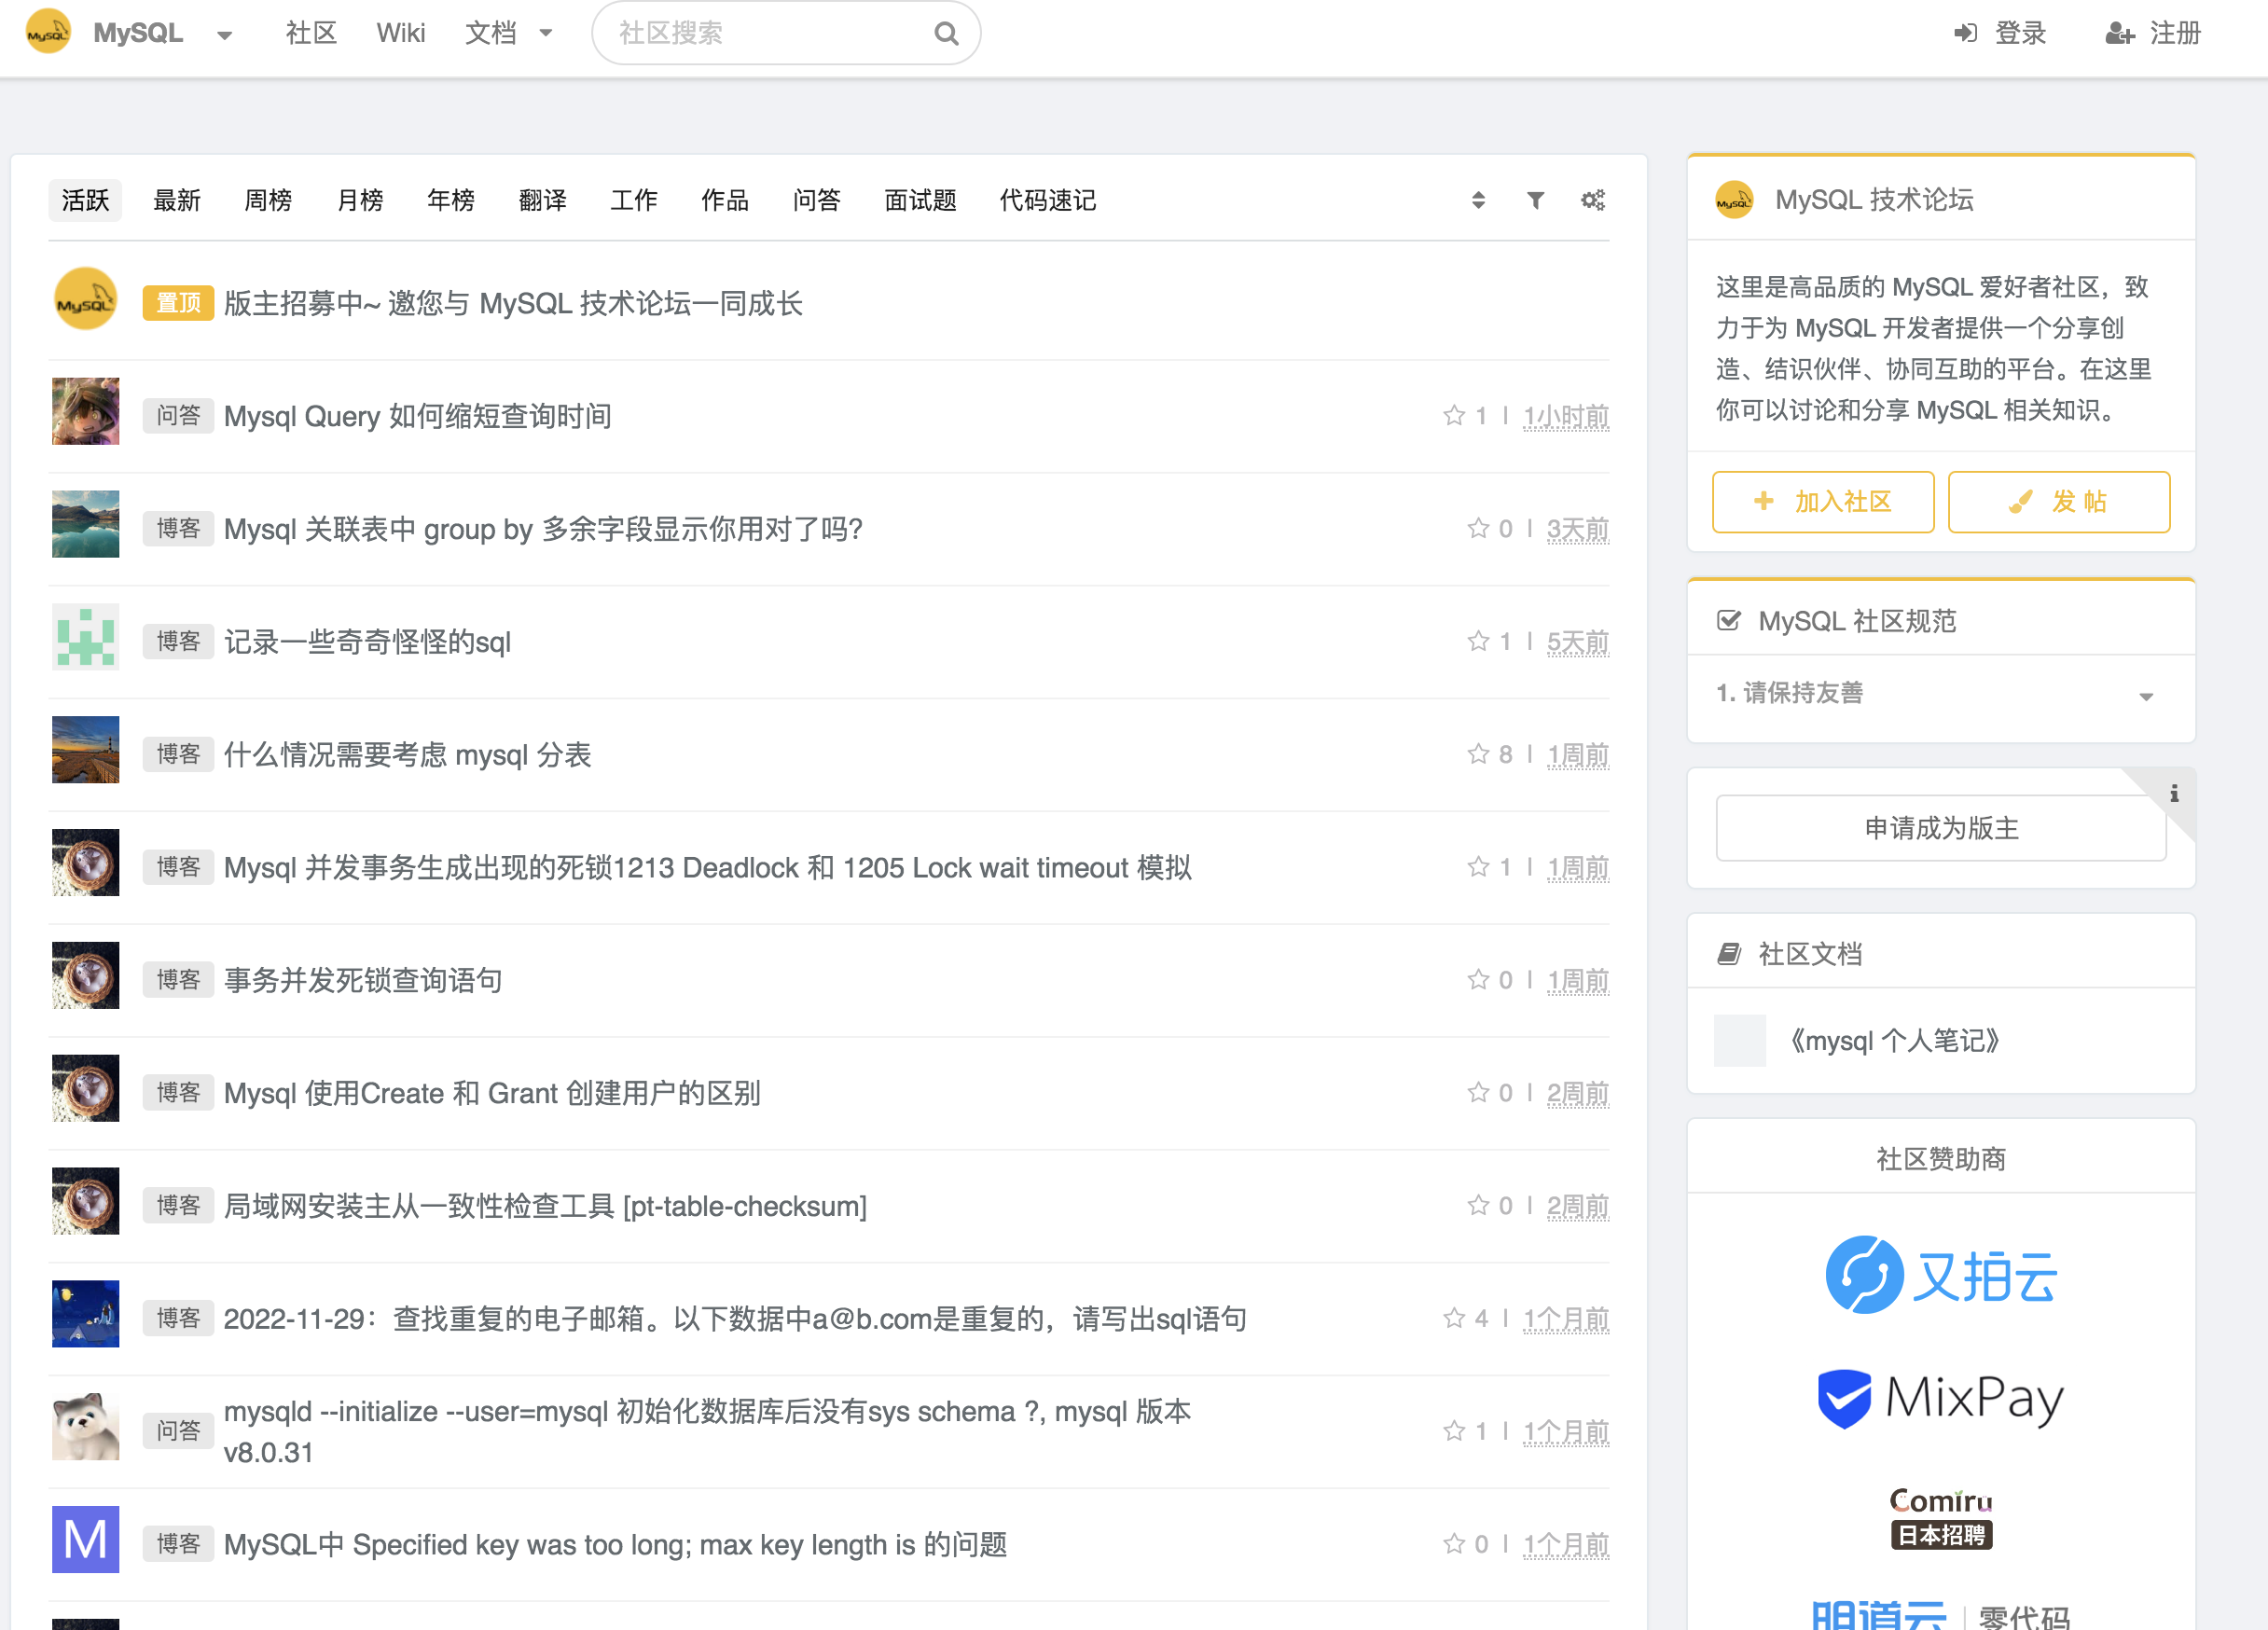 MySQL
社区 Wiki 文档 社区搜索 登录 注册
活跃 最新 周榜 月榜 年榜 翻译 工作 作品 问答 面试题 代码速记
MySQL
置顶 版主招募中~ 邀您与 MySQL 技术论坛一同成长
问答 Mysql Query 如何缩短查询时间 1 | 1小时前
博客 Mysql 关联表中 group by 多余字段显示你用对了吗? 0 | 3天前
博客 记录一些奇奇怪怪的sql 1 | 5天前
博客 什么情况需要考虑 mysql 分表 8 | 1周前
博客 Mysql 并发事务生成出现的死锁1213 Deadlock 和 1205 Lock wait timeout 模拟 1 | 1周前
博客 事务并发死锁查询语句 0 | 1周前
博客 Mysql 使用Create 和 Grant 创建用户的区别 0 | 2周前
博客 局域网安装主从一致性检查工具 [pt-table-checksum] 0 | 2周前
博客 2022-11-29：查找重复的电子邮箱。以下数据中a@b.com是重复的，请写出sql语句 4 | 1个月前
问答 mysqld --initialize --user=mysql 初始化数据库后没有sys schema ?, mysql 版本
v8.0.31 1 | 1个月前
M
博客 MySQL中 Specified key was too long; max key length is 的问题 0 | 1个月前
MySQL MySQL 技术论坛
这里是高品质的 MySQL 爱好者社区，致
力于为 MySQL 开发者提供一个分享创
造、结识伙伴、协同互助的平台。在这里
你可以讨论和分享 MySQL 相关知识。
加入社区 发 帖
MySQL 社区规范
1. 请保持友善
申请成为版主
社区文档
《mysql 个人笔记》
社区赞助商
又拍云
MixPay
Comiru
日本招聘
明道云 | 零代码